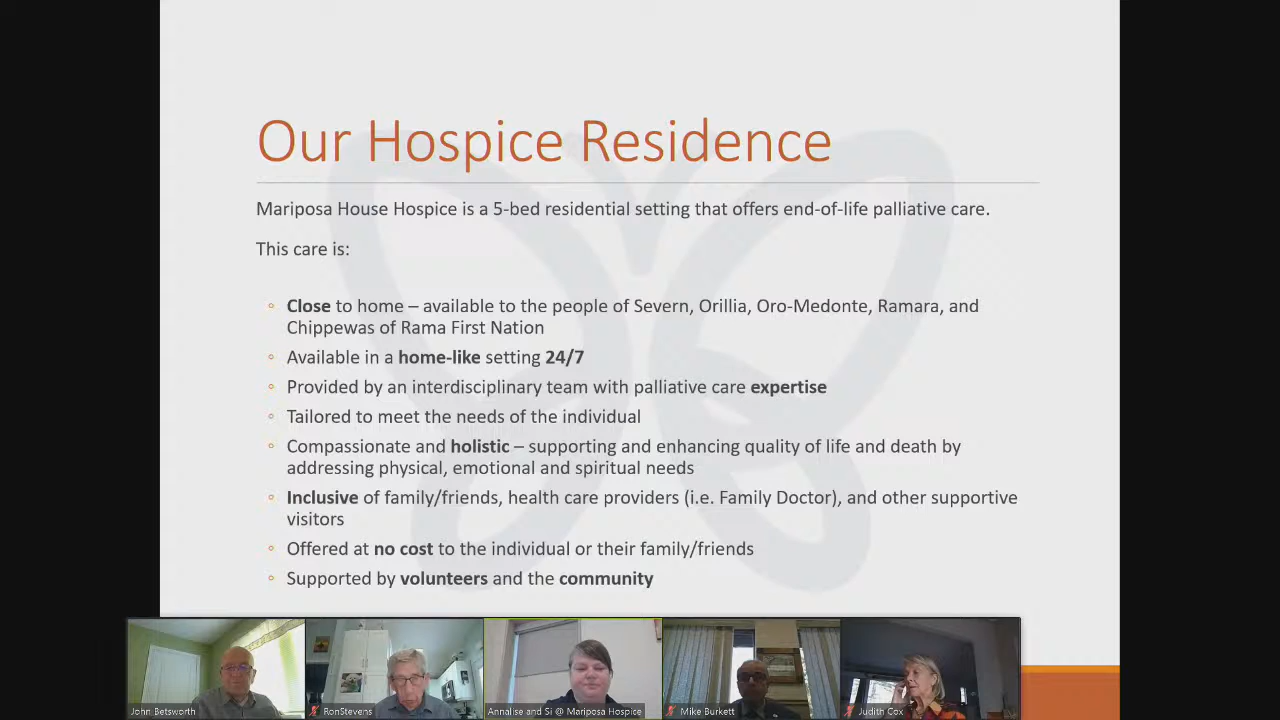 Our Hospice Residence
Mariposa House Hospice is a 5-bed residential setting that offers end-of-life palliative care.
This care is:
◦ Close to home – available to the people of Severn, Orillia, Oro-Medonte, Ramara, and
Chippewas of Rama First Nation
◦ Available in a home-like setting 24/7
◦ Provided by an interdisciplinary team with palliative care expertise
◦ Tailored to meet the needs of the individual
◦ Compassionate and holistic – supporting and enhancing quality of life and death by
addressing physical, emotional and spiritual needs
◦ Inclusive of family/friends, health care providers (i.e. Family Doctor), and other supportive
visitors
◦ Offered at no cost to the individual or their family/friends
◦ Supported by volunteers and the community
John Betsworth
RonStevens
Annalise and Si @ Mariposa Hospice
Mike Burkett
Judith Cox